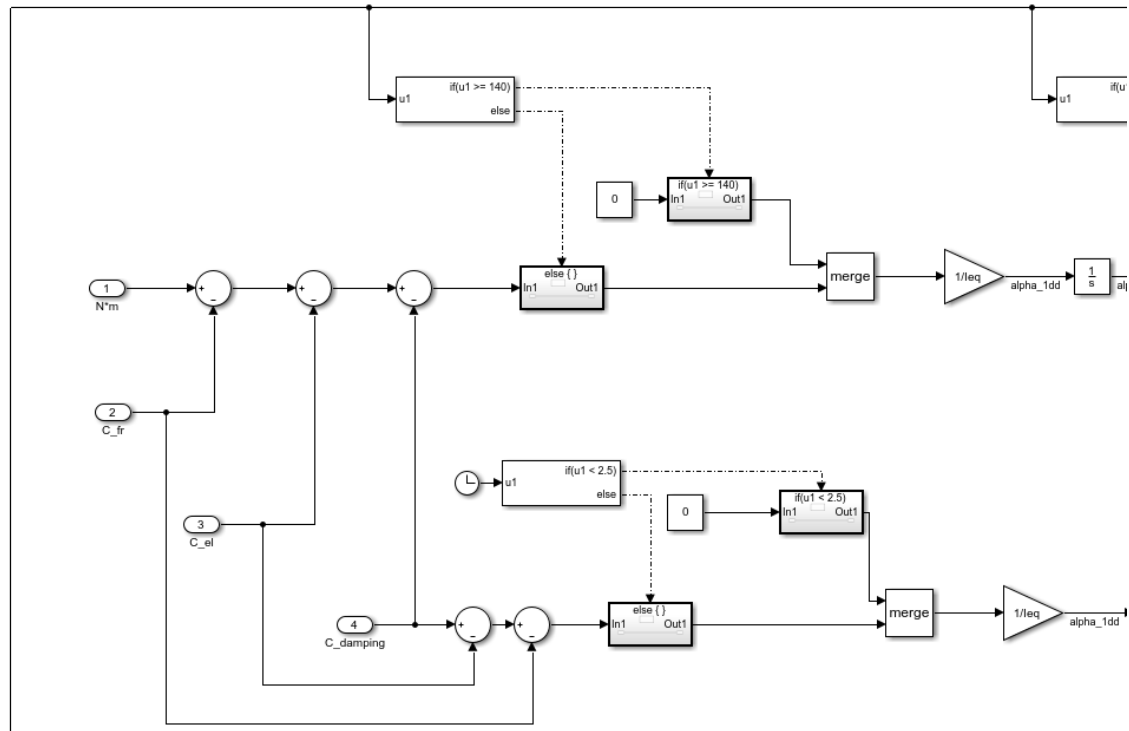 if(u1 >= 140)
u1
else
if(u
u1
if(u1 >= 140)
0
In1 Out1
else { }
In1 Out1
merge
1/Ieq
alpha_1dd
1
s
alp
1
N*m
+
-
+
-
+
-
2
C_fr
if(u1 < 2.5)
u1
else
if(u1 < 2.5)
0
In1 Out1
3
C_el
else { }
In1 Out1
merge
1/Ieq
alpha_1dd
4
C_damping
+
-
+
-